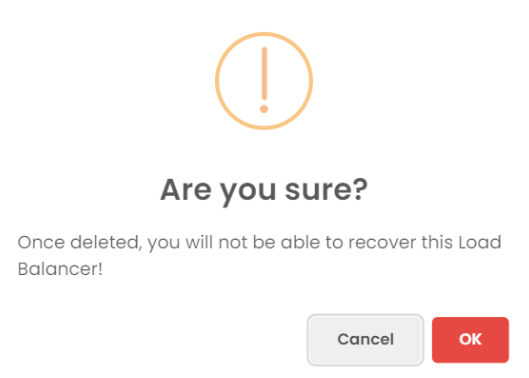 Are you sure?
Once deleted, you will not be able to recover this Load
Balancer!
Cancel
OK